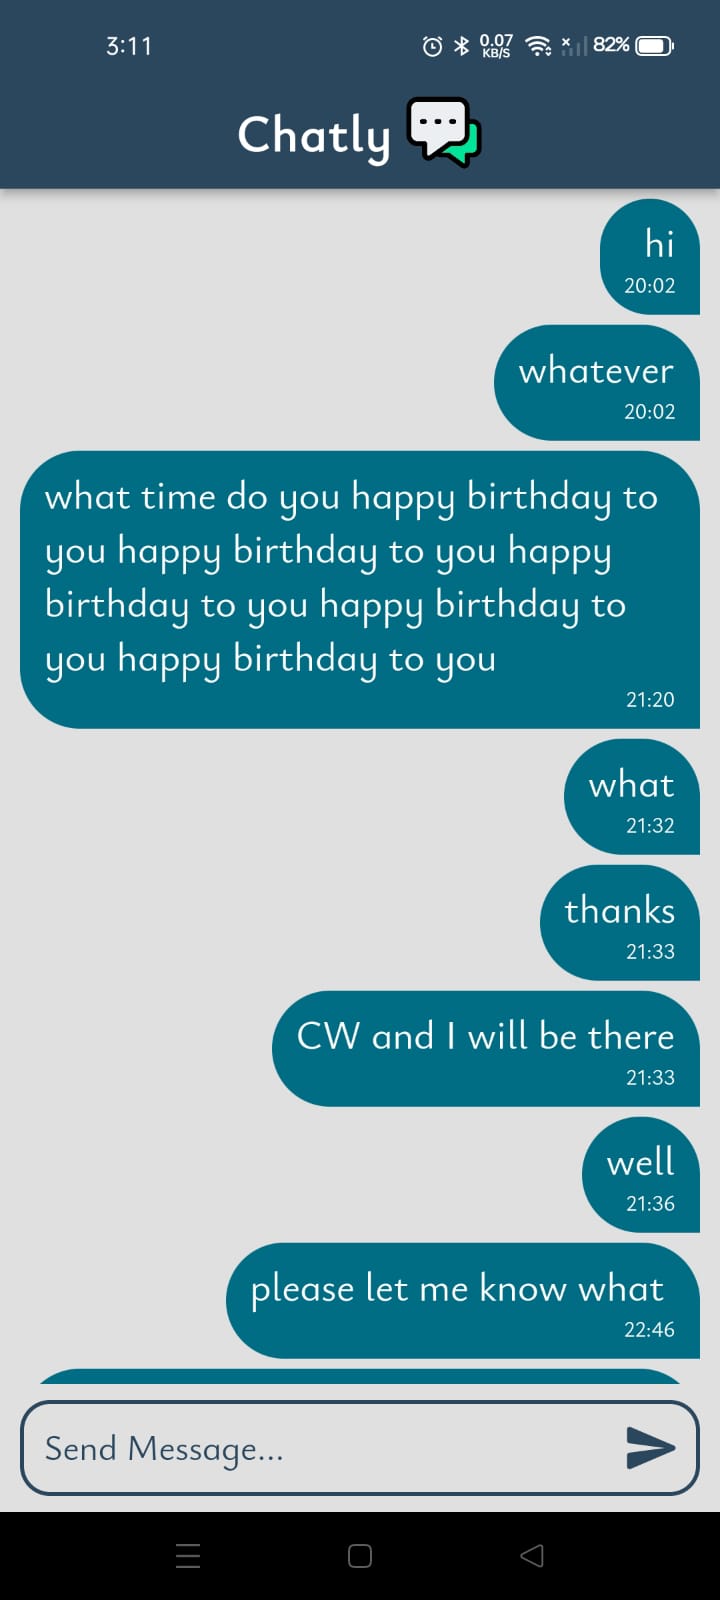 3:11
0.07
KB/S
82%
Chatly
hi
20:02
whatever
20:02
what time do you happy birthday to
you happy birthday to you happy
birthday to you happy birthday to
you happy birthday to you
21:20
what
21:32
thanks
21:33
CW and I will be there
21:33
well
21:36
please let me know what
22:46
Send Message...